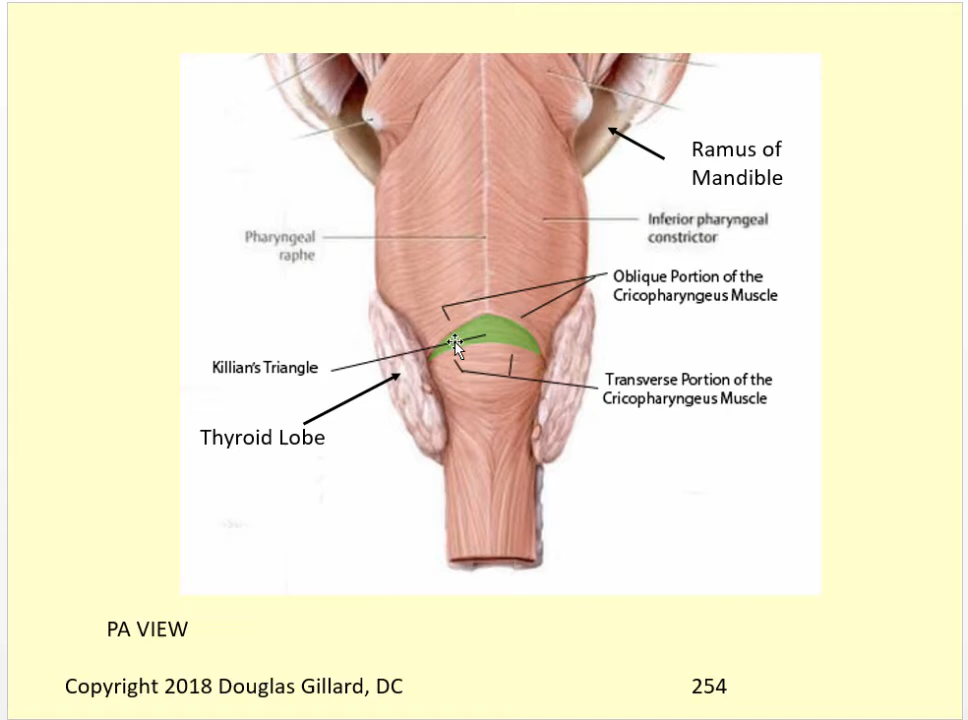 Ramus of
Mandible
Pharyngeal
raphe
Inferior pharyngeal
constrictor
Oblique Portion of the
Cricopharyngeus Muscle
Killian's Triangle
Transverse Portion of the
Cricopharyngeus Muscle
Thyroid Lobe
PA VIEW
Copyright 2018 Douglas Gillard, DC
254